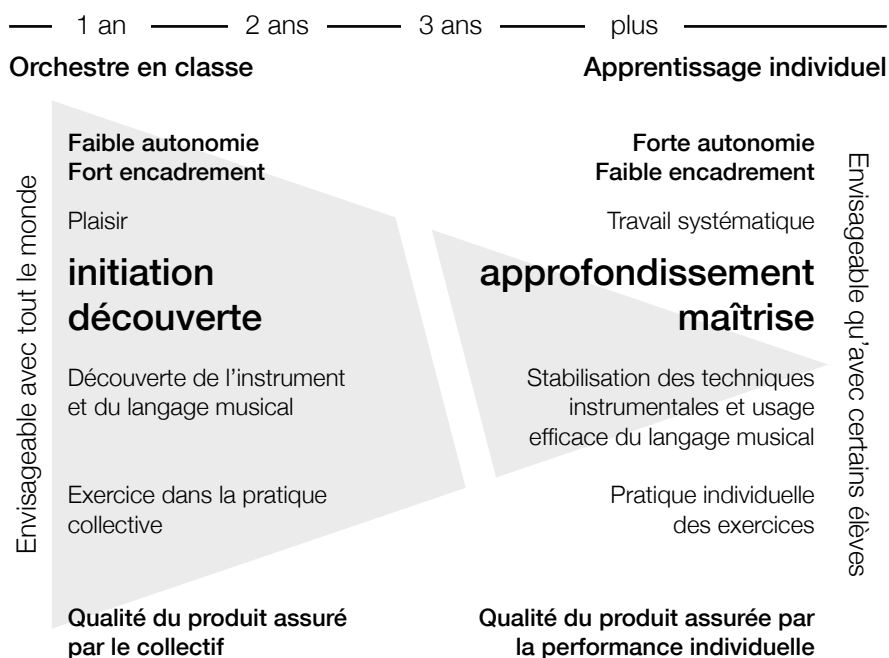 1 an 2 ans 3 ans plus
Orchestre en classe
Apprentissage individuel
Envisageable avec tout le monde
Faible autonomie
Fort encadrement
Plaisir
initiation
découverte
Découverte de l'instrument
et du langage musical
Exercice dans la pratique
collective
Qualité du produit assuré
par le collectif
Forte autonomie
Faible encadrement
Travail systématique
approfondissement
maîtrise
Stabilisation des techniques
instrumentales et usage
efficace du langage musical
Pratique individuelle
des exercices
Qualité du produit assurée par
la performance individuelle
Envisageable qu'avec certains élèves